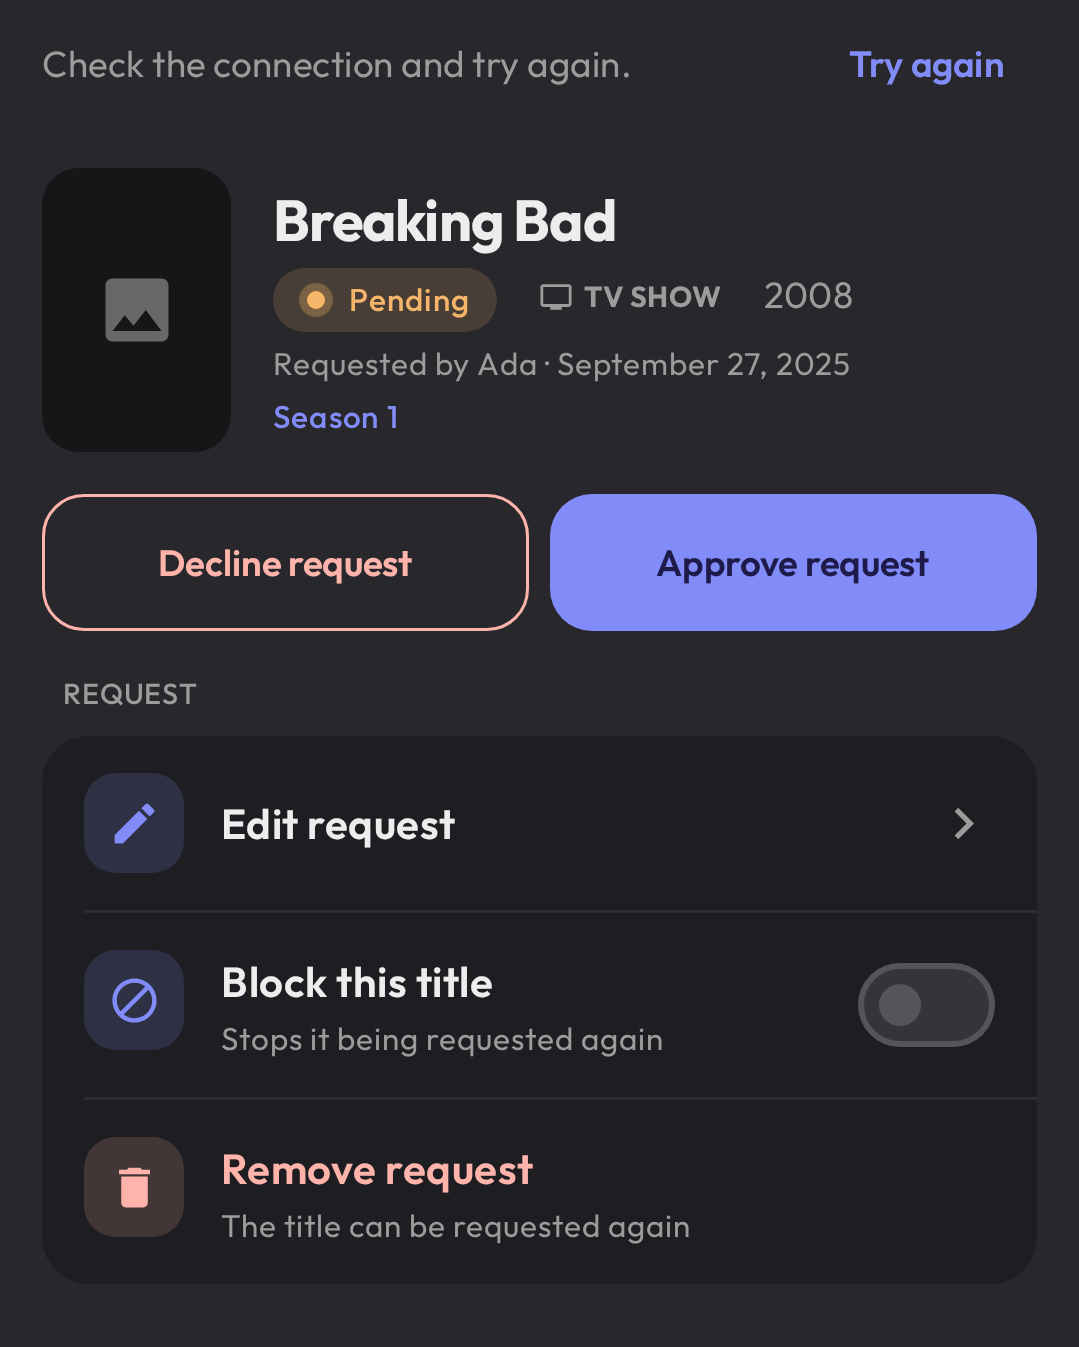 Check the connection and try again.
Try again
Breaking Bad
Pending
TV SHOW
2008
Requested by Ada · September 27, 2025
Season 1
Decline request
Approve request
REQUEST
Edit request
Block this title
Stops it being requested again
Remove request
The title can be requested again